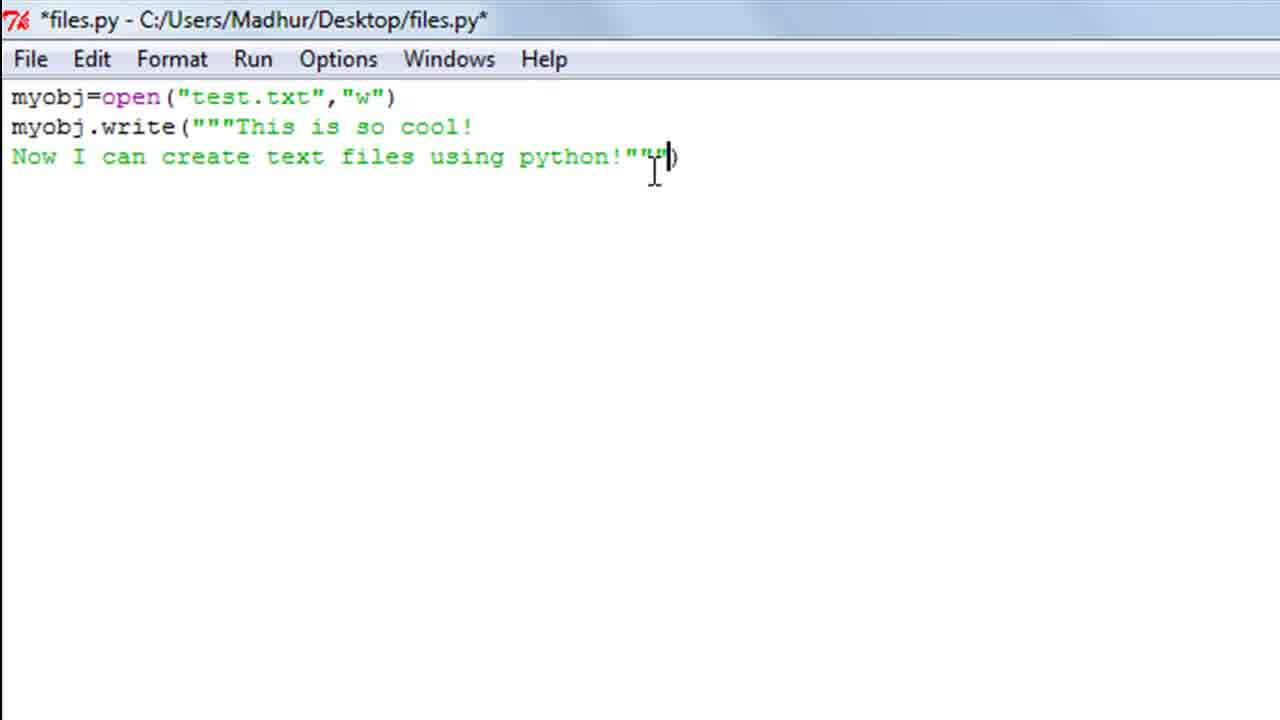 *files.py - C:/Users/Madhur/Desktop/files.py*
File Edit Format Run Options Windows Help
myobj=open("test.txt","w")
myobj.write("""This is so cool!
Now I can create text files using python!""")